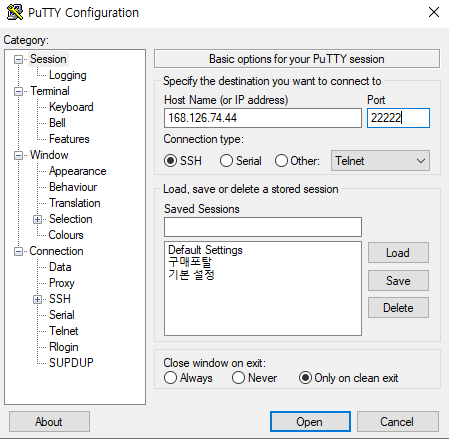 PuTTY Configuration
Category:
Session
Logging
Terminal
Keyboard
Bell
Features
Window
Appearance
Behaviour
Translation
Selection
Colours
Connection
Data
Proxy
SSH
Serial
Telnet
Rlogin
SUPDUP
Basic options for your PuTTY session
Specify the destination you want to connect to
Host Name (or IP address) Port
168.126.74.44 22222
Connection type:
SSH Serial Other: Telnet
Load, save or delete a stored session
Saved Sessions
Default Settings
구매포탈
기본 설정
Load
Save
Delete
Close window on exit:
Always Never Only on clean exit
About Open Cancel